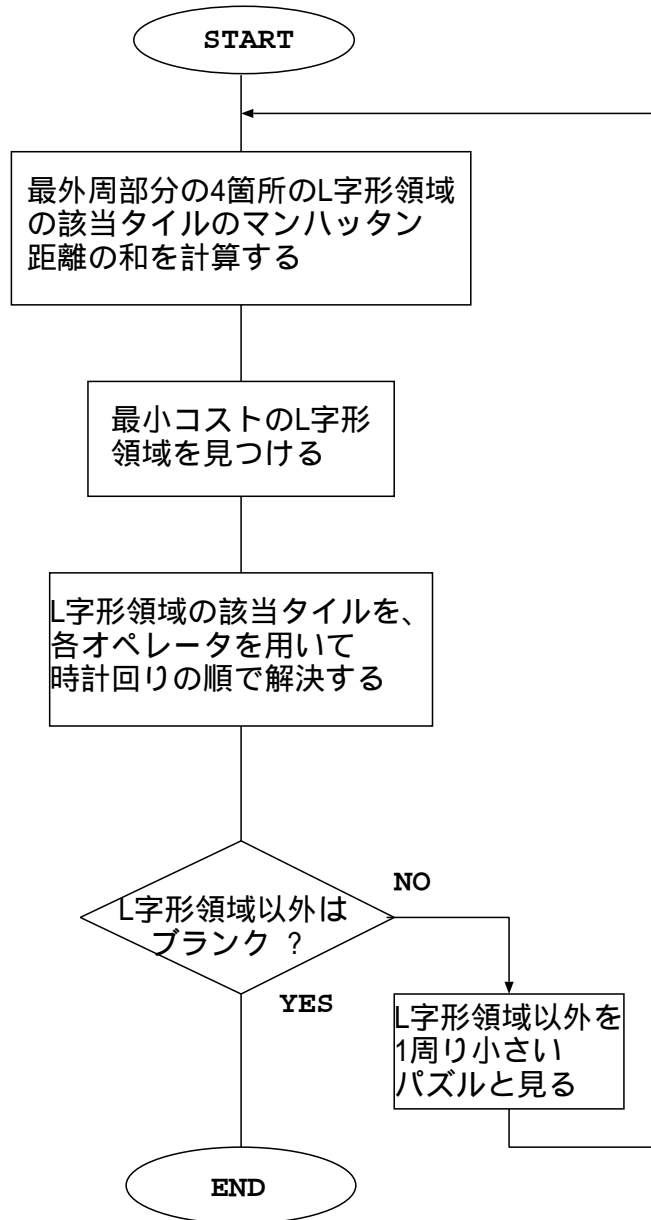 START
最外周部分の4箇所のL字形領域
の該当タイルのマンハッタン
距離の和を計算する
最小コストのL字形
領域を見つける
L字形領域の該当タイルを、
各オペレータを用いて
時計回りの順で解決する
L字形領域以外は
ブランク ?
NO
YES
L字形領域以外を
1周り小さい
パズルと見る
END